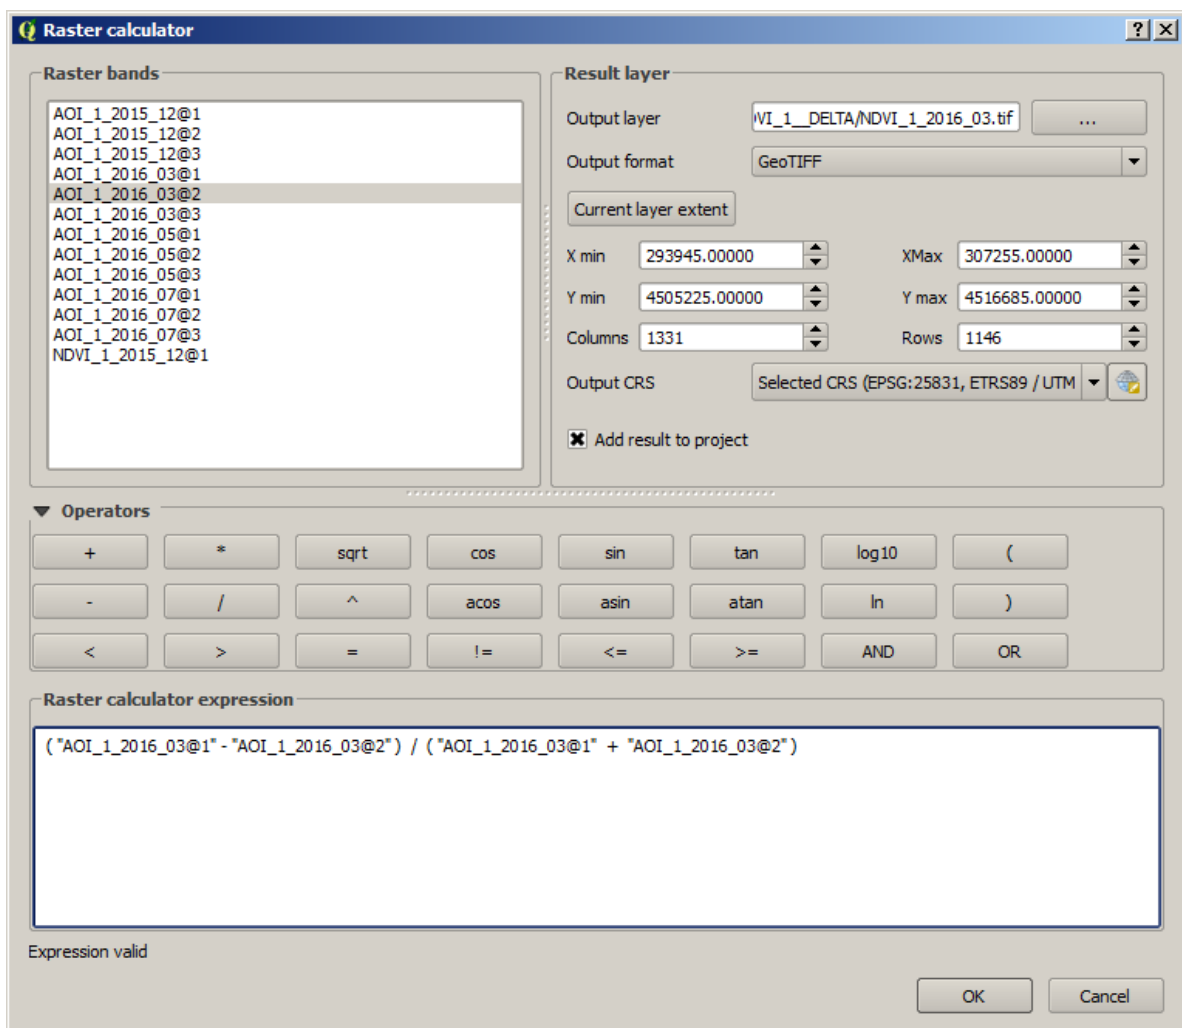 Raster calculator
Raster bands
AOI_1_2015_12@1
AOI_1_2015_12@2
AOI_1_2015_12@3
AOI_1_2016_03@1
AOI_1_2016_03@2
AOI_1_2016_03@3
AOI_1_2016_05@1
AOI_1_2016_05@2
AOI_1_2016_05@3
AOI_1_2016_07@1
AOI_1_2016_07@2
AOI_1_2016_07@3
NDVI_1_2015_12@1
Result layer
Output layer VI_1__DELTA/NDVI_1_2016_03.tif ...
Output format GeoTIFF
Current layer extent
X min 293945.00000 XMax 307255.00000
Y min 4505225.00000 Y max 4516685.00000
Columns 1331 Rows 1146
Output CRS Selected CRS (EPSG:25831, ETRS89 / UTM
Add result to project
Operators
+ * sqrt cos sin tan log10 (
- / ^ acos asin atan ln )
< > = != <= >= AND OR
Raster calculator expression
("AOI_1_2016_03@1" - "AOI_1_2016_03@2") / ("AOI_1_2016_03@1" + "AOI_1_2016_03@2")
Expression valid
OK Cancel